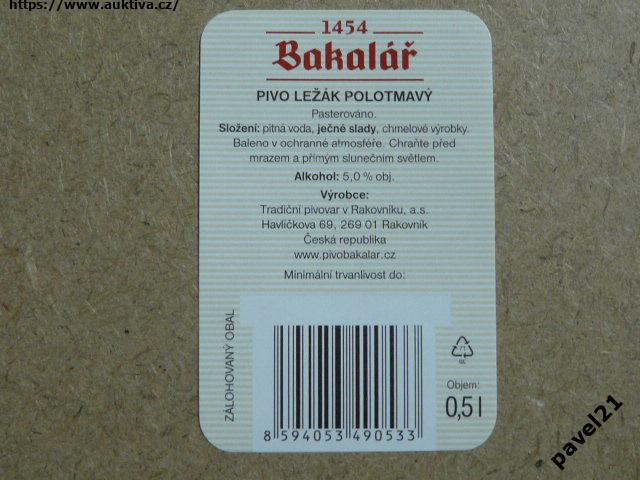 https://www.auktiva.cz/
1454
Bakalář
PIVO LEŽÁK POLOTMAVÝ
Pasterováno.
Složení: pitná voda, ječné slady, chmelové výrobky.
Baleno v ochranné atmosféře. Chraňte před
mrazem a přímým slunečním světlem.
Alkohol: 5,0 % obj.
Výrobce:
Tradiční pivovar v Rakovníku, a.s.
Havlíčkova 69, 269 01 Rakovník
Česká republika
www.pivobakalar.cz
Minimální trvanlivost do:
ZÁLOHOVANÝ OBAL
Objem:
0,5 l
8 594053 490533
pavel21